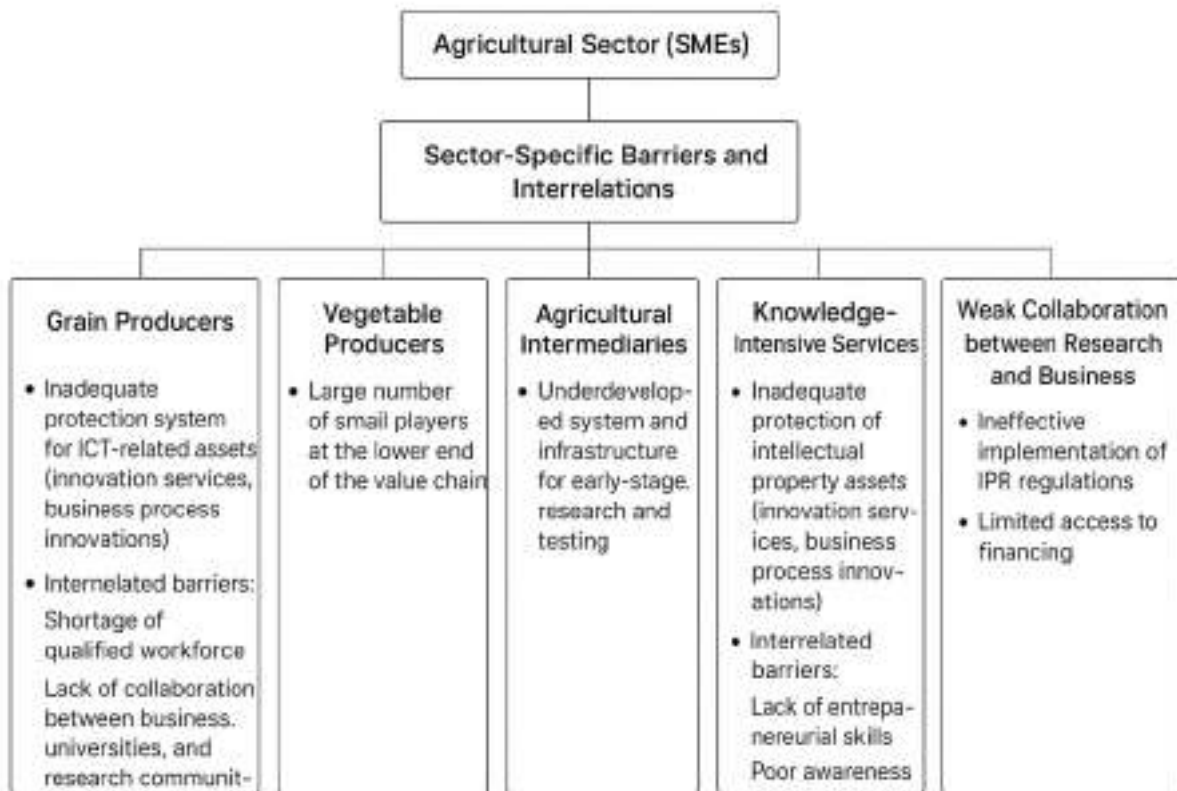 Agricultural Sector (SMEs)
Sector-Specific Barriers and
Interrelations
Grain Producers
• Inadequate
protection system
for ICT-related assets
(innovation services,
business process
innovations)
• Internelated barriers:
Shortage of
qualified workforce
Lack of collaboration
between business.
universities, and
research communit-
Vegetable
Producers
• Large number
of small players
at the lower end
of the value chain
Agricultural
Intermediaries
• Underdevelop-
ed system and
infrastructure
for early-stage.
research and
testing
Knowledge-
Intensive Services
• Inadequate
protection of
intellectual
property assets
(innovation serv-
ices, business
process innov-
ations)
• Interrelated
barriers:
Lack of entrepa-
nereurial skills
Poor awareness
Weak Collaboration
between Research
and Business
• Ineffective
implementation of
IPR regulations
• Limited access to
financing